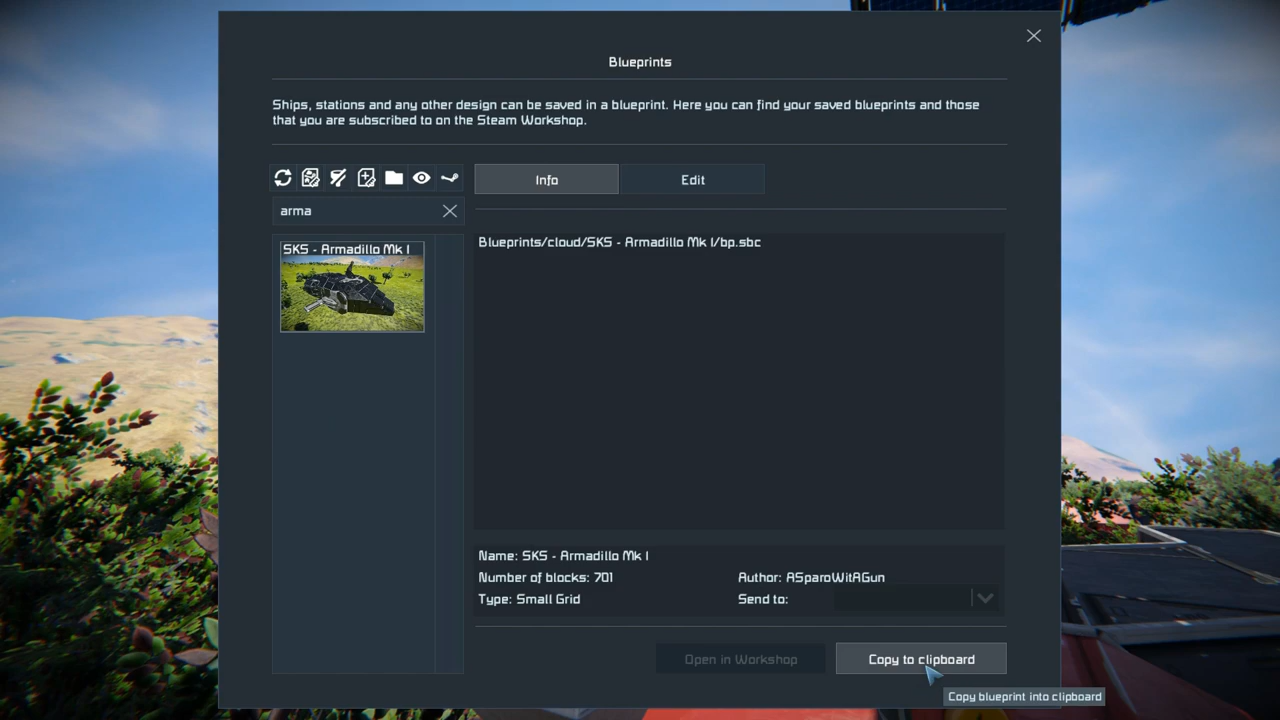 Blueprints
Ships, stations and any other design can be saved in a blueprint. Here you can find your saved blueprints and those
that you are subscribed to on the Steam Workshop.
Info
Edit
arma
SKS - Armadillo Mk I
Blueprints/cloud/SKS - Armadillo Mk I/bp.sbc
Name: SKS - Armadillo Mk I
Number of blocks: 701
Author: ASparoWitAGun
Type: Small Grid
Send to:
Open in Workshop
Copy to clipboard
Copy blueprint into clipboard